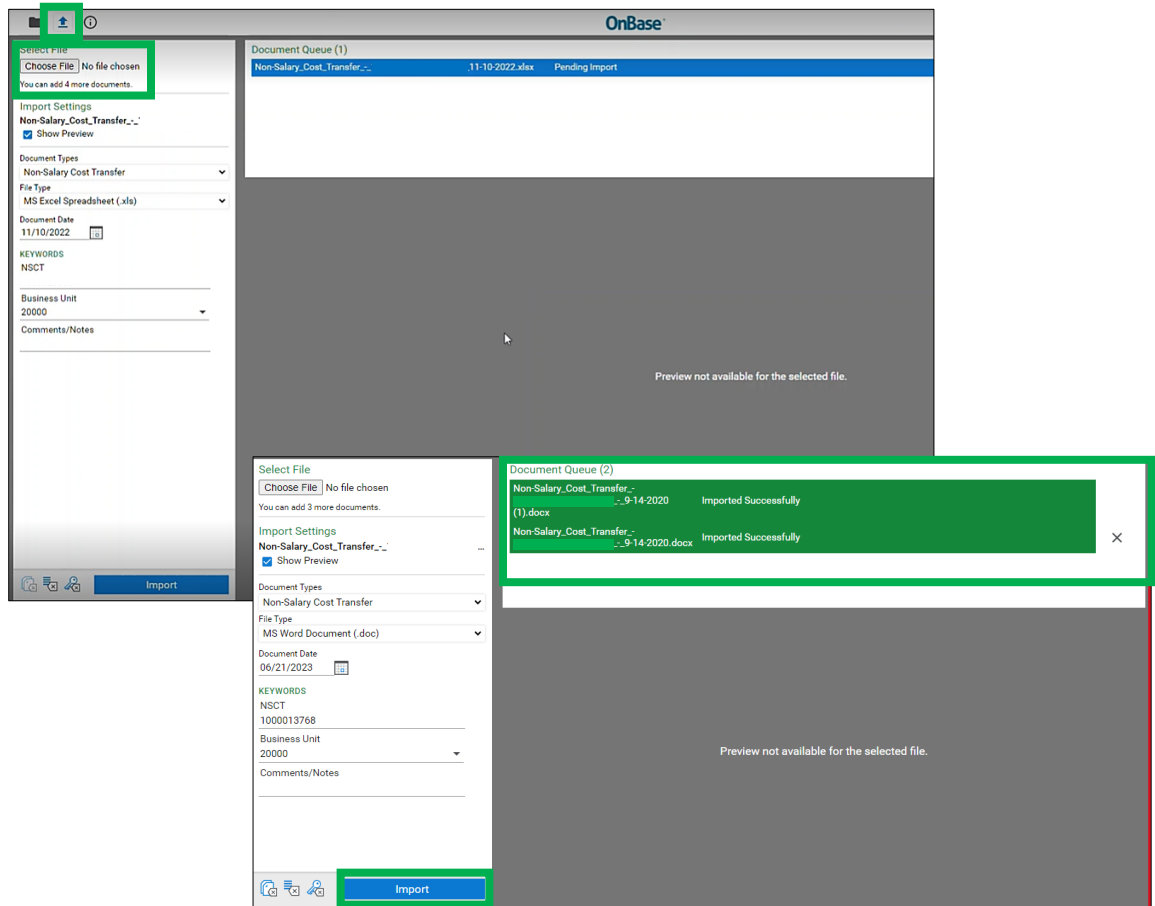 OnBase
Select File
Choose File No file chosen
You can add 4 more documents.
Import Settings
Non-Salary_Cost_Transfer_-_'
Show Preview
Document Types
Non-Salary Cost Transfer
File Type
MS Excel Spreadsheet (.xls)
Document Date
11/10/2022
KEYWORDS
NSCT
Business Unit
20000
Comments/Notes
Import
Document Queue (1)
Non-Salary_Cost_Transfer_-_ _11-10-2022.xlsx Pending Import
Preview not available for the selected file.
Select File
Choose File No file chosen
You can add 3 more documents.
Import Settings
Non-Salary_Cost_Transfer_-_' ...
Show Preview
Document Types
Non-Salary Cost Transfer
File Type
MS Word Document (.doc)
Document Date
06/21/2023
KEYWORDS
NSCT
1000013768
Business Unit
20000
Comments/Notes
Import
Document Queue (2)
Non-Salary_Cost_Transfer_-
_-_9-14-2020 Imported Successfully
(1).docx
Non-Salary_Cost_Transfer_-
_-_9-14-2020.docx Imported Successfully
Preview not available for the selected file.